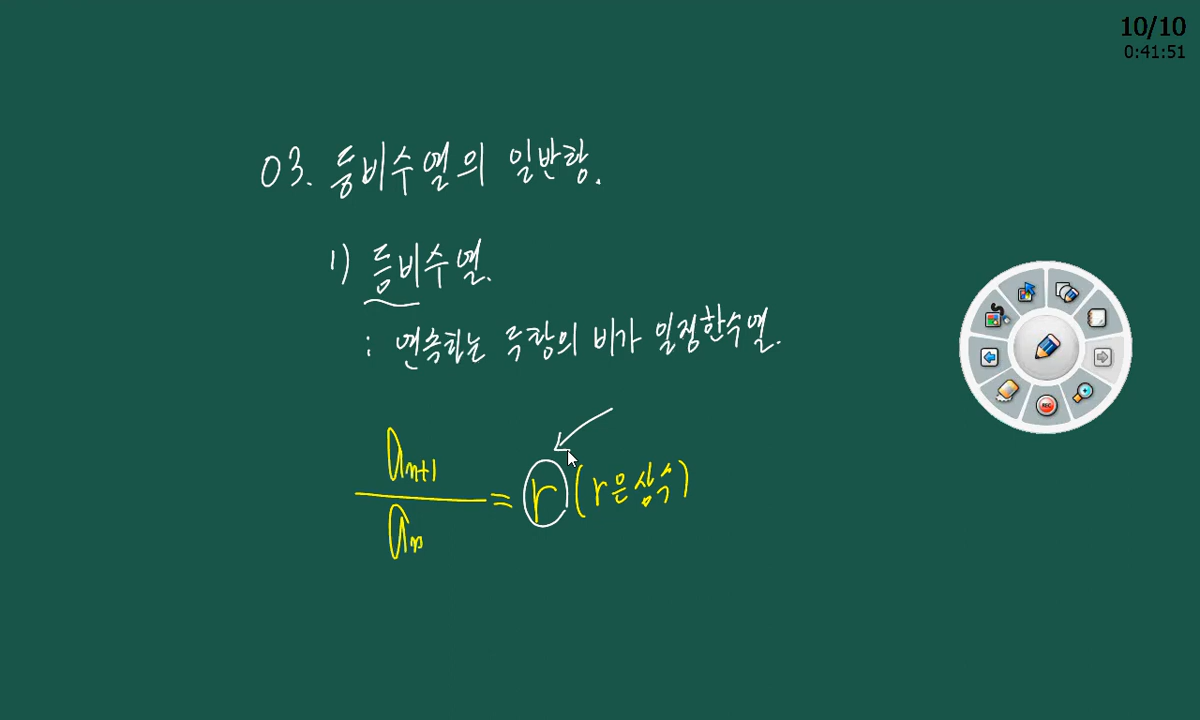 10/10
0:41:51
03. 등비수열의 일반항.
1) 등비수열.
: 연속하는 두항의 비가 일정한수열.
a_{n+1}
/ a_n = r (r은상수)
REC